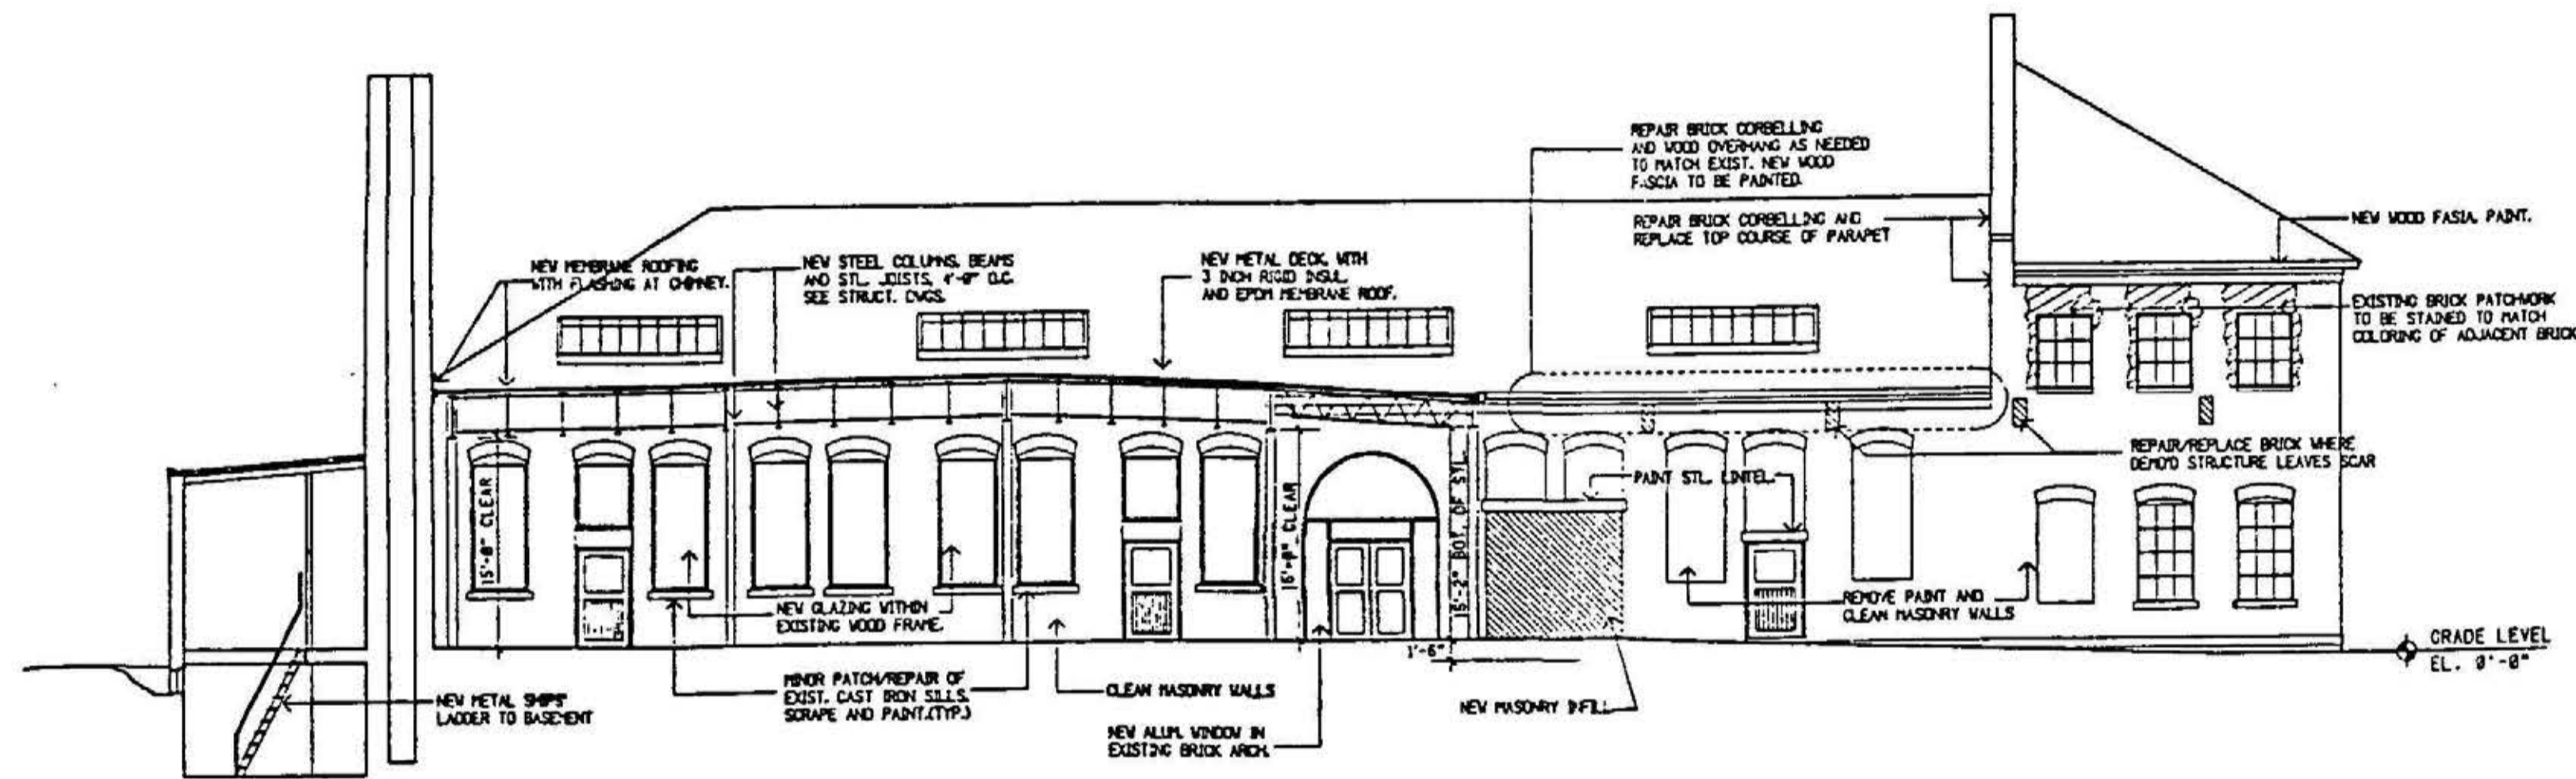 REPAIR BRICK CORBELLING
AND WOOD OVERHANG AS NEEDED
TO MATCH EXIST. NEW WOOD
FASCIA TO BE PAINTED.
REPAIR BRICK CORBELLING AND
REPLACE TOP COURSE OF PARAPET
NEW WOOD FASIA, PAINT.
NEW MEMBRANE ROOFING
WITH FLASHING AT CHIMNEY.
NEW STEEL COLUMNS, BEAMS
AND STL. JOISTS, 4'-0" O.C.
SEE STRUCT. DWGS.
NEW METAL DECK, WITH
3 INCH RIGID INSUL.
AND EPDM MEMBRANE ROOF.
EXISTING BRICK PATCHWORK
TO BE STAINED TO MATCH
COLORING OF ADJACENT BRICK
REPAIR/REPLACE BRICK WHERE
DEMO'D STRUCTURE LEAVES SCAR
PAINT STL. LINTEL.
15'-0" CLEAR
CLEAR
15'-2" BOT. OF STL.
NEW GLAZING WITHIN
EXISTING WOOD FRAME.
REMOVE PAINT AND
CLEAN MASONRY WALLS
GRADE LEVEL
EL. 0'-0"
1'-6"
NEW METAL SHIPS'
LADDER TO BASEMENT
MINOR PATCH/REPAIR OF
EXIST. CAST IRON SILLS.
SCRAPE AND PAINT.(TYP.)
CLEAN MASONRY WALLS
NEW MASONRY INFILL
NEW ALUM. WINDOW IN
EXISTING BRICK ARCH.